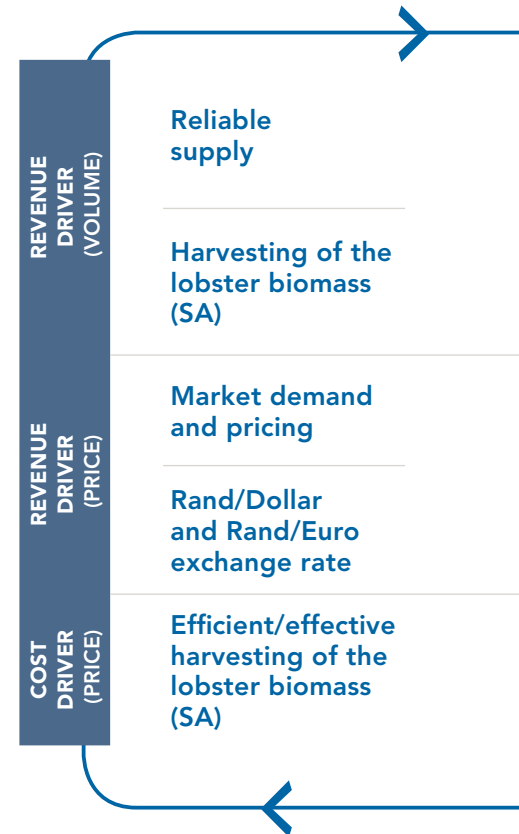 REVENUE
DRIVER
(VOLUME)
Reliable
supply
Harvesting of the
lobster biomass
(SA)
REVENUE
DRIVER
(PRICE)
Market demand
and pricing
Rand/Dollar
and Rand/Euro
exchange rate
COST
DRIVER
(PRICE)
Efficient/effective
harvesting of the
lobster biomass
(SA)